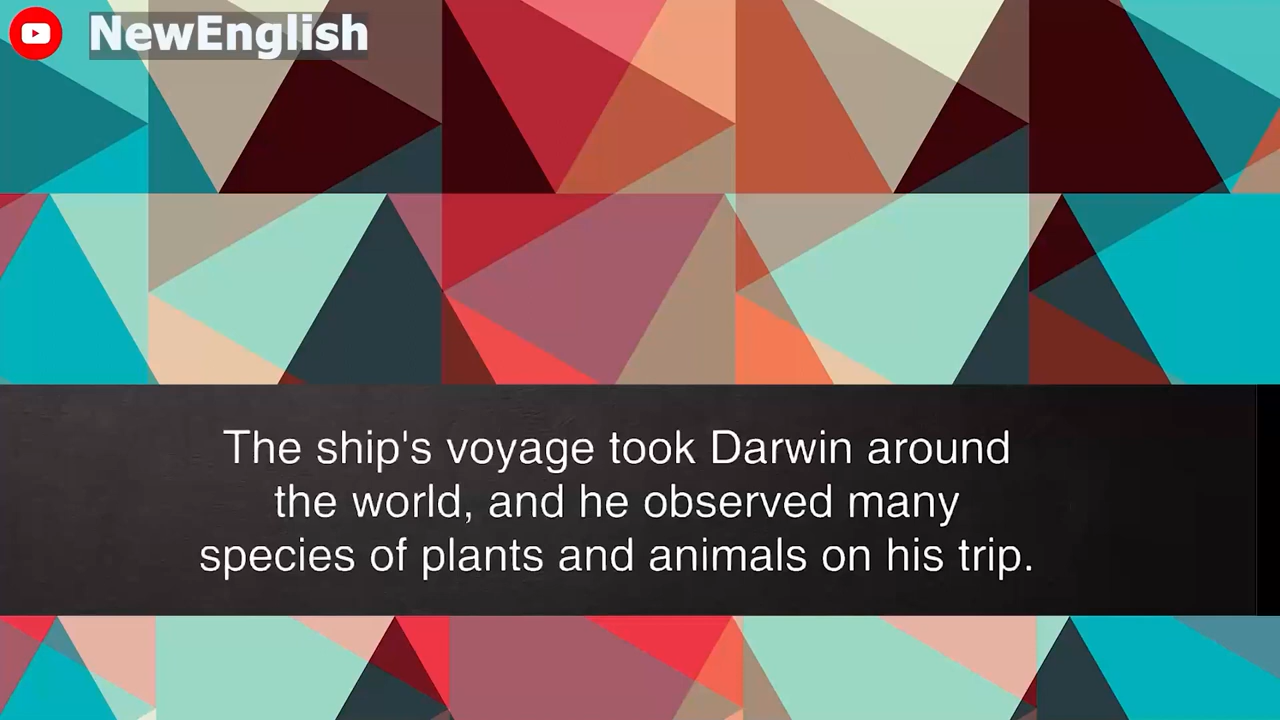 NewEnglish
The ship's voyage took Darwin around
the world, and he observed many
species of plants and animals on his trip.